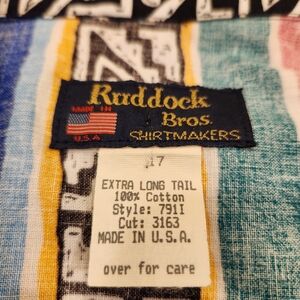 Ruddock
MADE IN
U.S.A.
Bros.
SHIRTMAKERS
17
EXTRA LONG TAIL
100% Cotton
Style: 791I
Cut: 3163
MADE IN U.S.A.
over for care